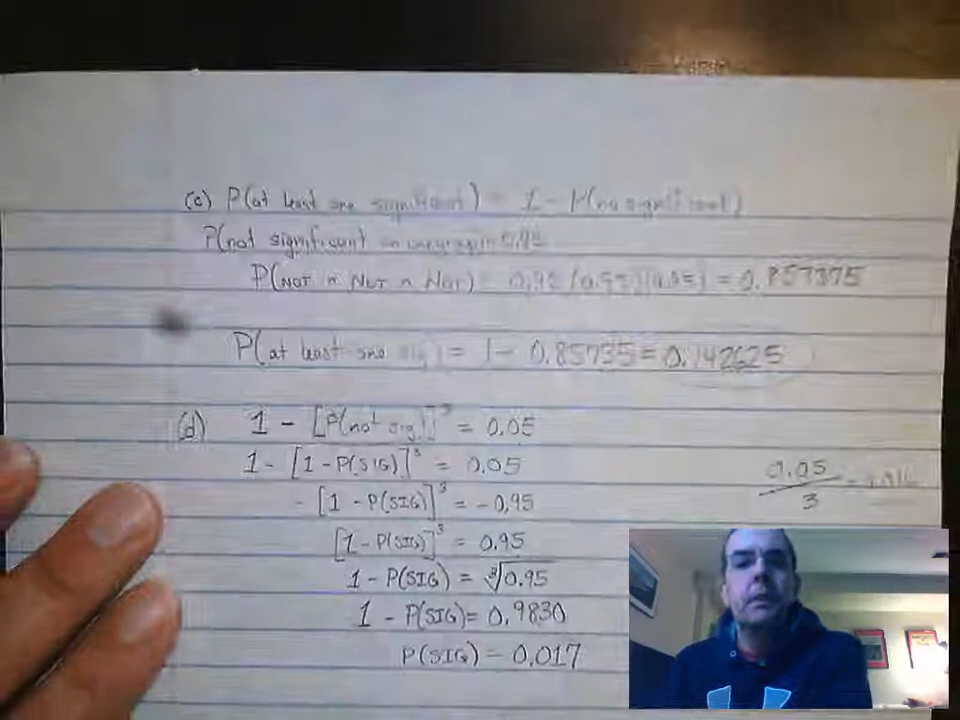 (c) P(at least one significant) = 1 - P(no significant)
P(not significant 0.95
P(NOT ∩ NOT ∩ NOT) = 0.95 (0.95)(0.95) = 0.857375
P(at least one sig) = 1 - 0.85735 = 0.142625
(d) 1 - [P(not sig)]³ = 0.05
1 - [1-P(SIG)]³ = 0.05
- [1 - P(SIG)]³ = -0.95
[1 - P(SIG)]³ = 0.95
1 - P(SIG) = ∛0.95
1 - P(SIG) = 0.9830
P(SIG) = 0.017
0.05
3